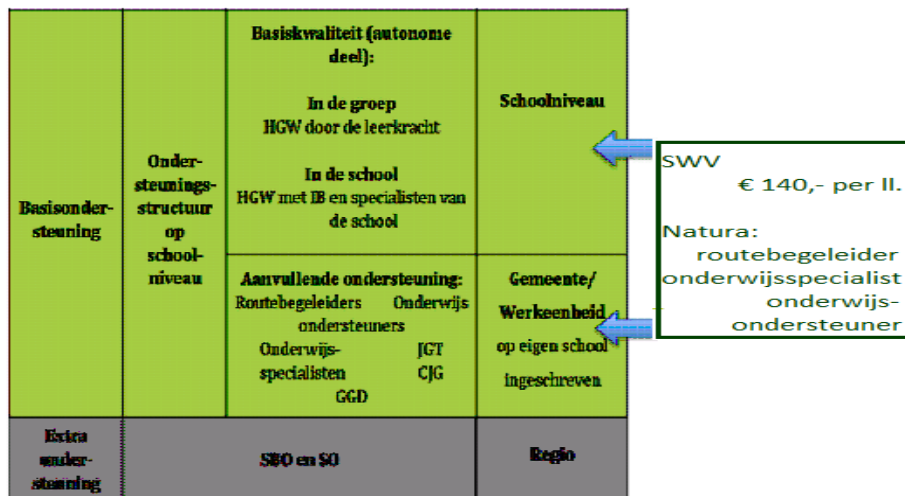 Basisonder-
steuning
Onder-
steunings-
structuur
op
school-
niveau
Basiskwaliteit (autonome
deel):
In de groep
HGW door de leerkracht
In de school
HGW met IB en specialisten van
de school
Schoolniveau
Aanvullende ondersteuning:
Routebegeleiders Onderwijs
ondersteuners
Onderwijs- JGT
specialisten CJG
GGD
Gemeente/
Werkeenheid
op eigen school
ingeschreven
Extra
onder-
steuning
SBO en SO
Regio
SWV
€ 140,- per ll.
Natura:
routebegeleider
onderwijsspecialist
onderwijs-
ondersteuner